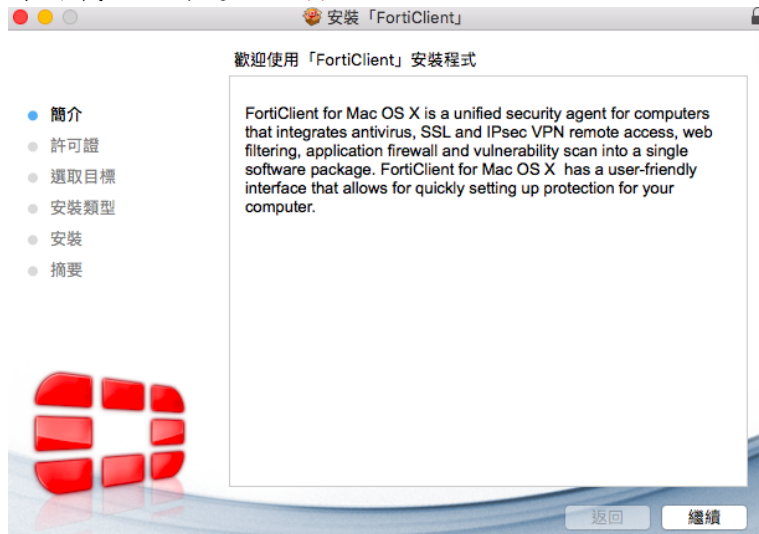 安裝「FortiClient」
歡迎使用「FortiClient」安裝程式
簡介
許可證
選取目標
安裝類型
安裝
摘要
FortiClient for Mac OS X is a unified security agent for computers
that integrates antivirus, SSL and IPsec VPN remote access, web
filtering, application firewall and vulnerability scan into a single
software package. FortiClient for Mac OS X  has a user-friendly
interface that allows for quickly setting up protection for your
computer.
返回
繼續